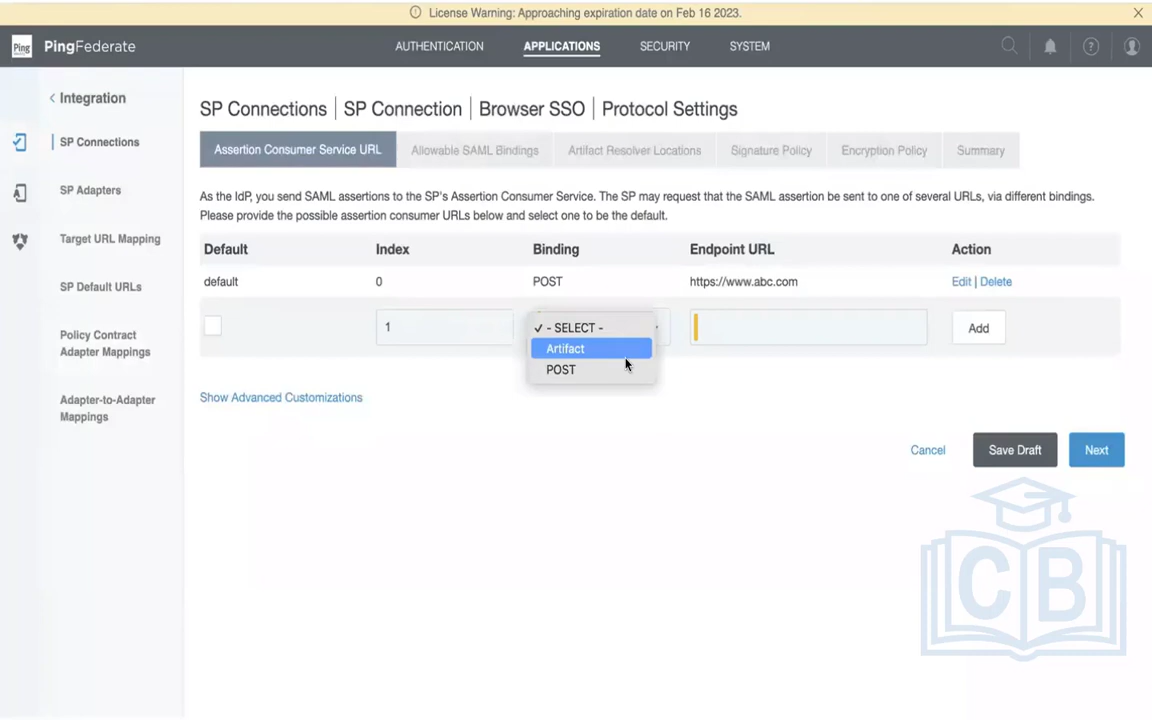 License Warning: Approaching expiration date on Feb 16 2023.
Ping
PingFederate
AUTHENTICATION
APPLICATIONS
SECURITY
SYSTEM
Integration
SP Connections
SP Adapters
Target URL Mapping
SP Default URLs
Policy Contract
Adapter Mappings
Adapter-to-Adapter
Mappings
SP Connections | SP Connection | Browser SSO | Protocol Settings
Assertion Consumer Service URL
Allowable SAML Bindings
Artifact Resolver Locations
Signature Policy
Encryption Policy
Summary
As the IdP, you send SAML assertions to the SP's Assertion Consumer Service. The SP may request that the SAML assertion be sent to one of several URLs, via different bindings.
Please provide the possible assertion consumer URLs below and select one to be the default.
Default Index Binding Endpoint URL Action
default 0 POST https://www.abc.com Edit | Delete
1
- SELECT -
Artifact
POST
Add
Show Advanced Customizations
Cancel
Save Draft
Next
CB